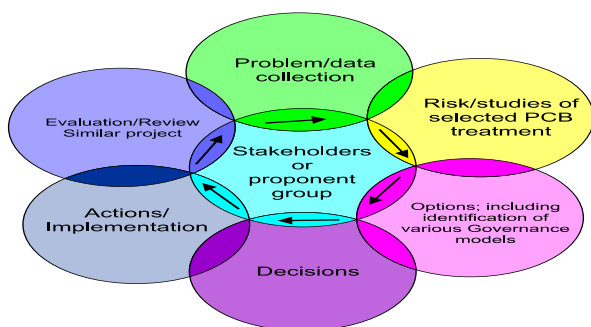 Problem/data
collection
Risk/studies of
selected PCB
treatment
Options; including
identification of
various Governance
models
Decisions
Actions/
Implementation
Evaluation/Review
Similar project
Stakeholders
or
proponent
group